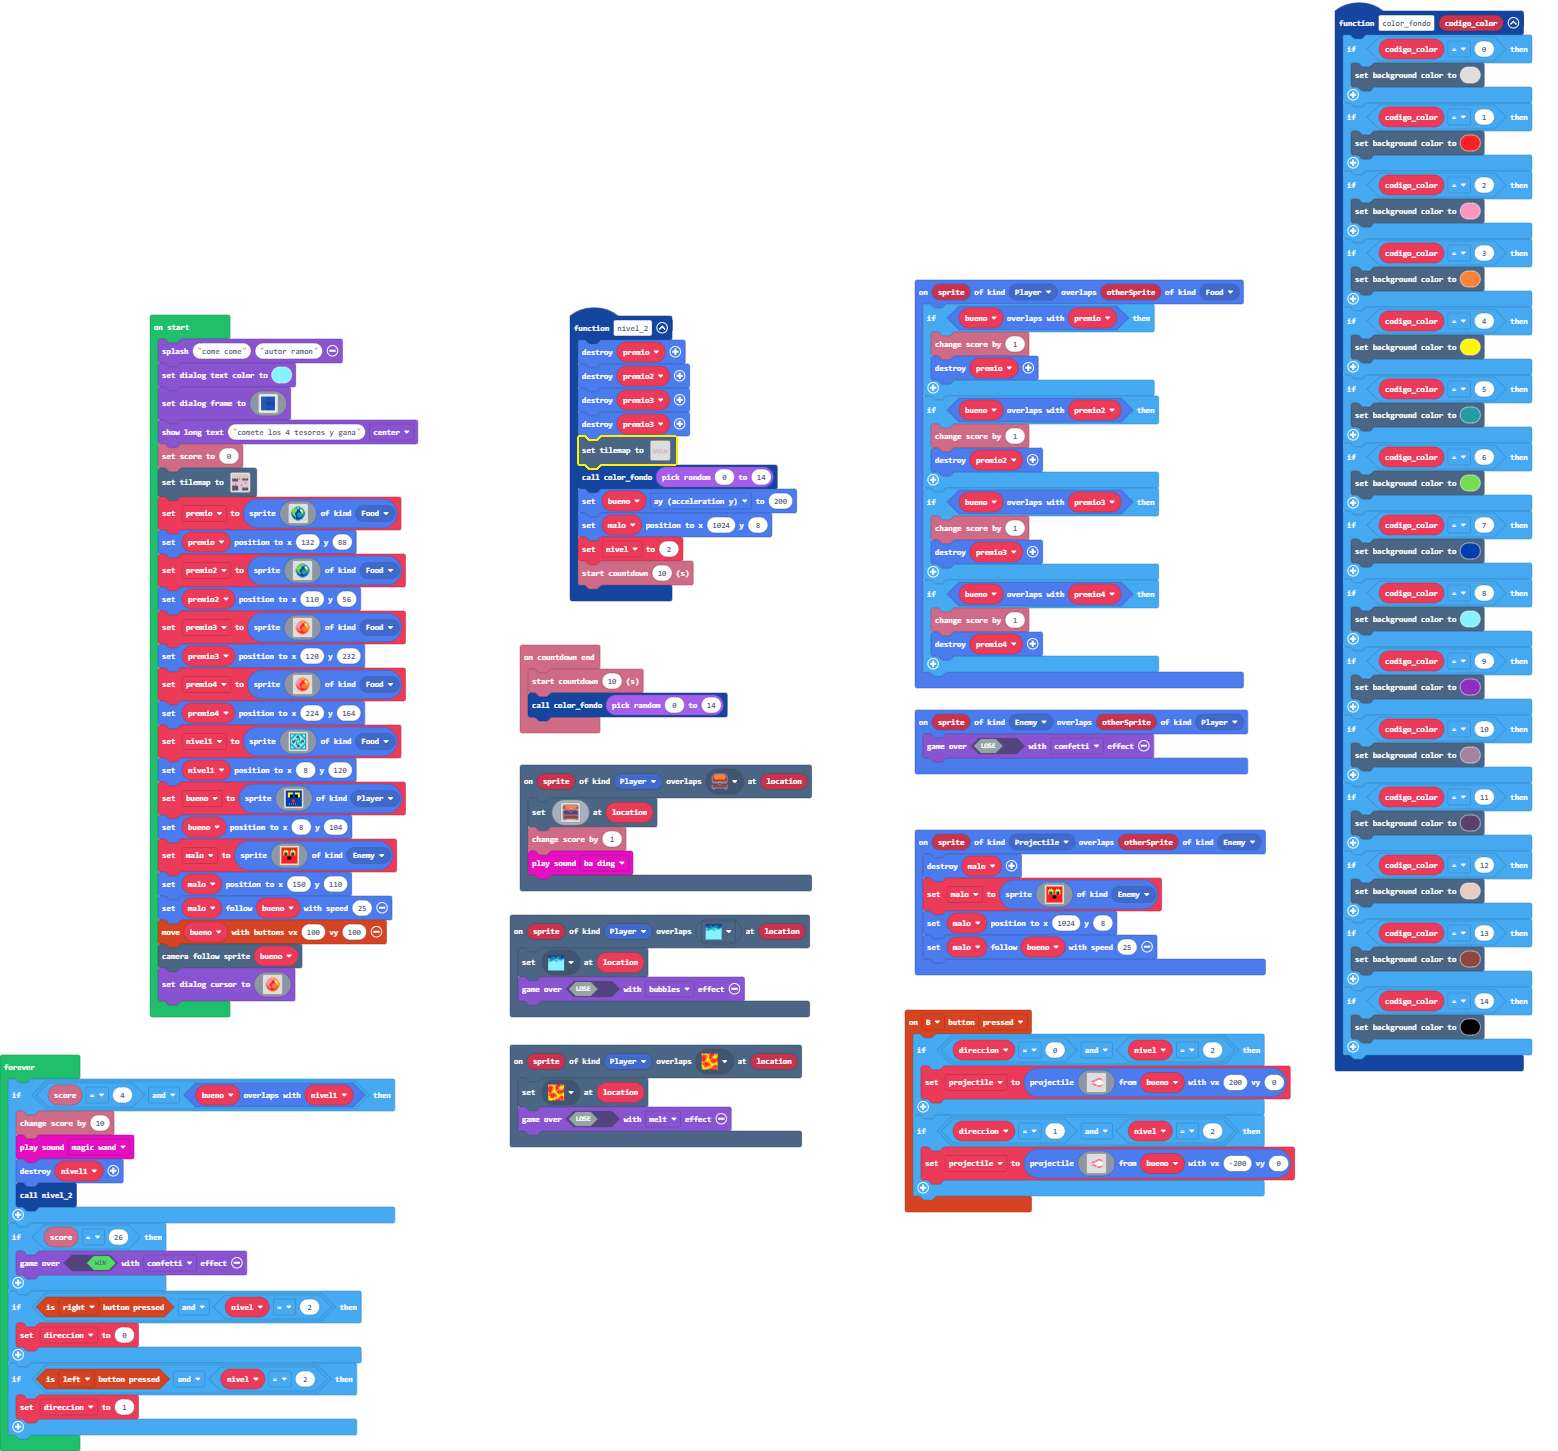 on start
splash "come come" "autor ramon"
set dialog text color to
set dialog frame to
show long text "comete los 4 tesoros y gana" center
set score to 0
set tilemap to
set premio to sprite of kind Food
set premio position to x 132 y 88
set premio2 to sprite of kind Food
set premio2 position to x 110 y 56
set premio3 to sprite of kind Food
set premio3 position to x 120 y 232
set premio4 to sprite of kind Food
set premio4 position to x 224 y 164
set nivel1 to sprite of kind Food
set nivel1 position to x 8 y 120
set bueno to sprite of kind Player
set bueno position to x 8 y 104
set malo to sprite of kind Enemy
set malo position to x 150 y 110
set malo follow bueno with speed 25
move bueno with buttons vx 100 vy 100
camera follow sprite bueno
set dialog cursor to
forever
if score = 4 and bueno overlaps with nivel1 then
change score by 10
play sound magic wand
destroy nivel1
call nivel_2
if score = 26 then
game over WIN with confetti effect
if is right button pressed and nivel = 2 then
set direccion to 0
if is left button pressed and nivel = 2 then
set direccion to 1
function nivel_2
destroy premio
destroy premio2
destroy premio3
destroy premio3
set tilemap to
call color_fondo pick random 0 to 14
set bueno ay (acceleration y) to 200
set malo position to x 1024 y 8
set nivel to 2
start countdown 10 (s)
on countdown end
start countdown 10 (s)
call color_fondo pick random 0 to 14
on sprite of kind Player overlaps at location
set at location
change score by 1
play sound ba ding
on sprite of kind Player overlaps at location
set at location
game over LOSE with bubbles effect
on sprite of kind Player overlaps at location
set at location
game over LOSE with melt effect
on sprite of kind Player overlaps otherSprite of kind Food
if bueno overlaps with premio then
change score by 1
destroy premio
if bueno overlaps with premio2 then
change score by 1
destroy premio2
if bueno overlaps with premio3 then
change score by 1
destroy premio3
if bueno overlaps with premio4 then
change score by 1
destroy premio4
on sprite of kind Enemy overlaps otherSprite of kind Player
game over LOSE with confetti effect
on sprite of kind Projectile overlaps otherSprite of kind Enemy
destroy malo
set malo to sprite of kind Enemy
set malo position to x 1024 y 8
set malo follow bueno with speed 25
on B button pressed
if direccion = 0 and nivel = 2 then
set projectile to projectile from bueno with vx 200 vy 0
if direccion = 1 and nivel = 2 then
set projectile to projectile from bueno with vx -200 vy 0
function color_fondo codigo_color
if codigo_color = 0 then
set background color to
if codigo_color = 1 then
set background color to
if codigo_color = 2 then
set background color to
if codigo_color = 3 then
set background color to
if codigo_color = 4 then
set background color to
if codigo_color = 5 then
set background color to
if codigo_color = 6 then
set background color to
if codigo_color = 7 then
set background color to
if codigo_color = 8 then
set background color to
if codigo_color = 9 then
set background color to
if codigo_color = 10 then
set background color to
if codigo_color = 11 then
set background color to
if codigo_color = 12 then
set background color to
if codigo_color = 13 then
set background color to
if codigo_color = 14 then
set background color to